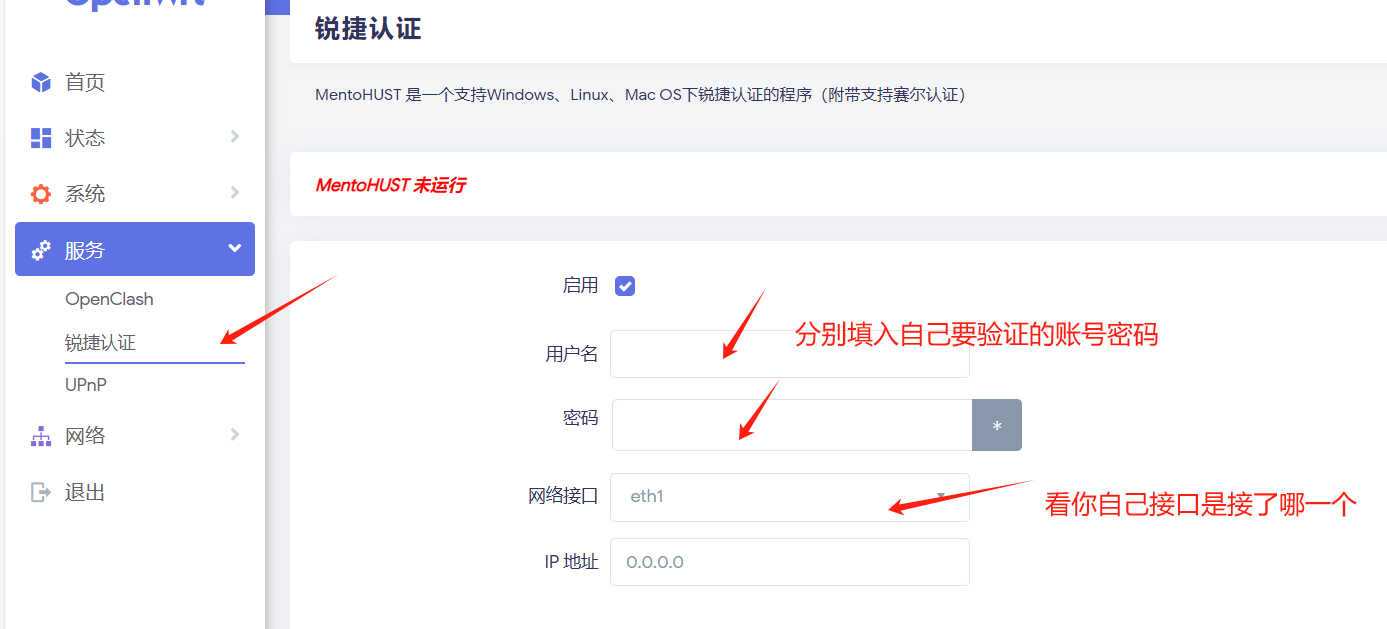 OpenWrt
锐捷认证
首页
MentoHUST 是一个支持Windows、Linux、Mac OS下锐捷认证的程序（附带支持赛尔认证）
状态
MentoHUST 未运行
系统
服务
启用
OpenClash
分别填入自己要验证的账号密码
锐捷认证
用户名
UPnP
密码
*
网络
网络接口
eth1
看你自己接口是接了哪一个
退出
IP 地址
0.0.0.0